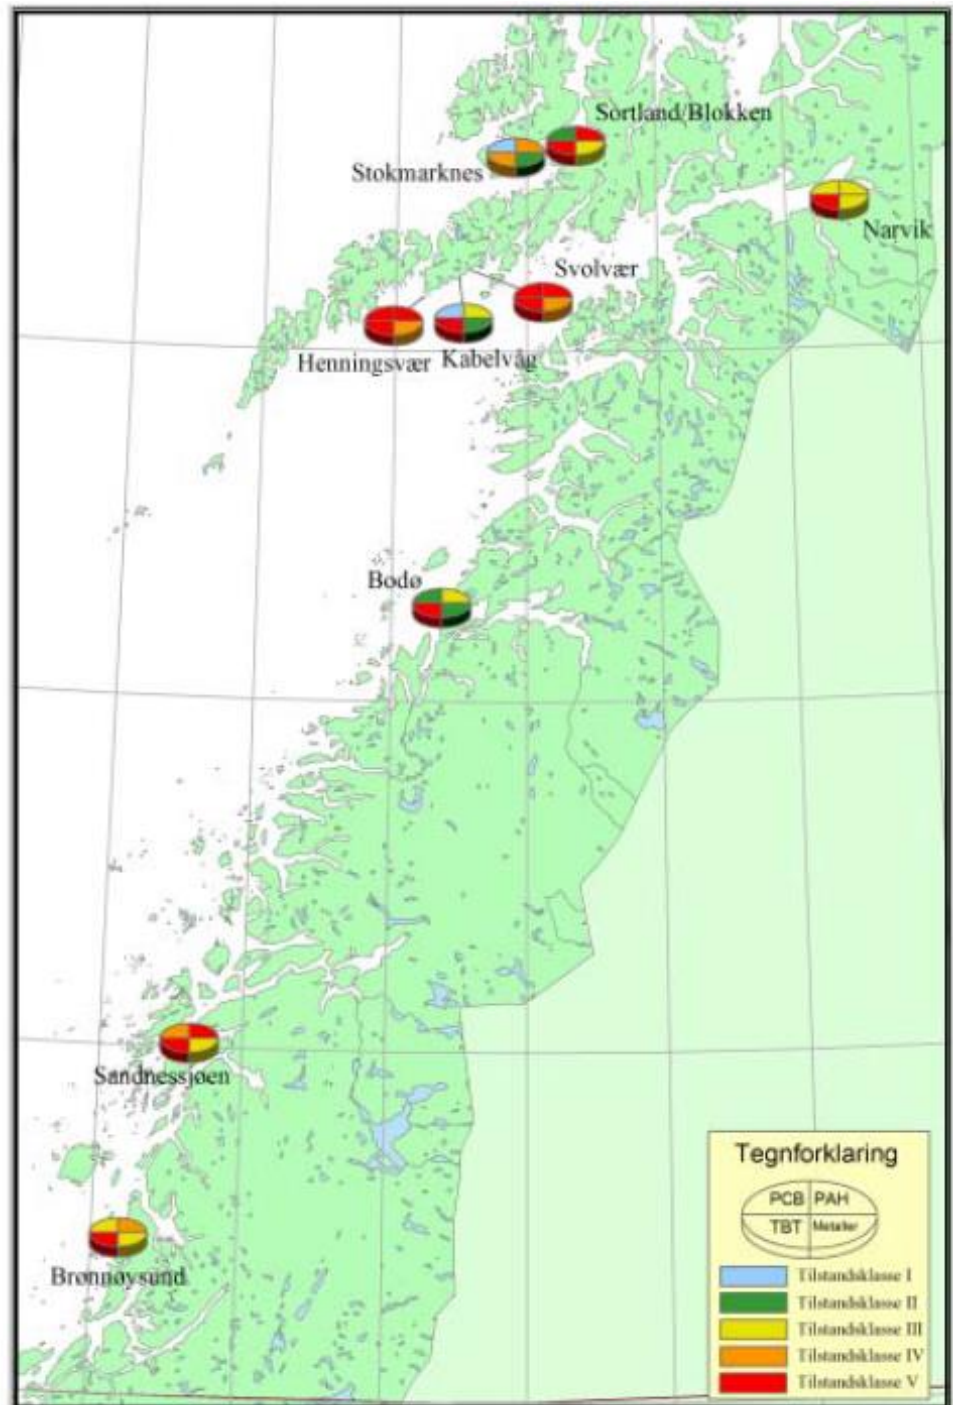 Sortland/Blokken
Stokmarknes
Narvik
Svolvær
Henningsvær
Kabelvåg
Bodø
Sandnessjøen
Brønnøysund
Tegnforklaring
PCB PAH
TBT Metaller
Tilstandsklasse I
Tilstandsklasse II
Tilstandsklasse III
Tilstandsklasse IV
Tilstandsklasse V